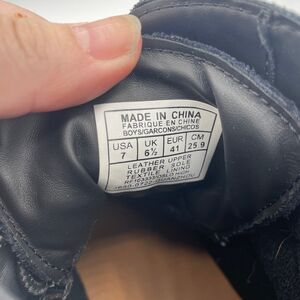 MADE IN CHINA
FABRIQUE EN CHINE
BOYS/GARCONS/CHICOS
USA UK EUR CM
7 6½ 41 25.9
LEATHER UPPER
RUBBER SOLE
TEXTILE LINING